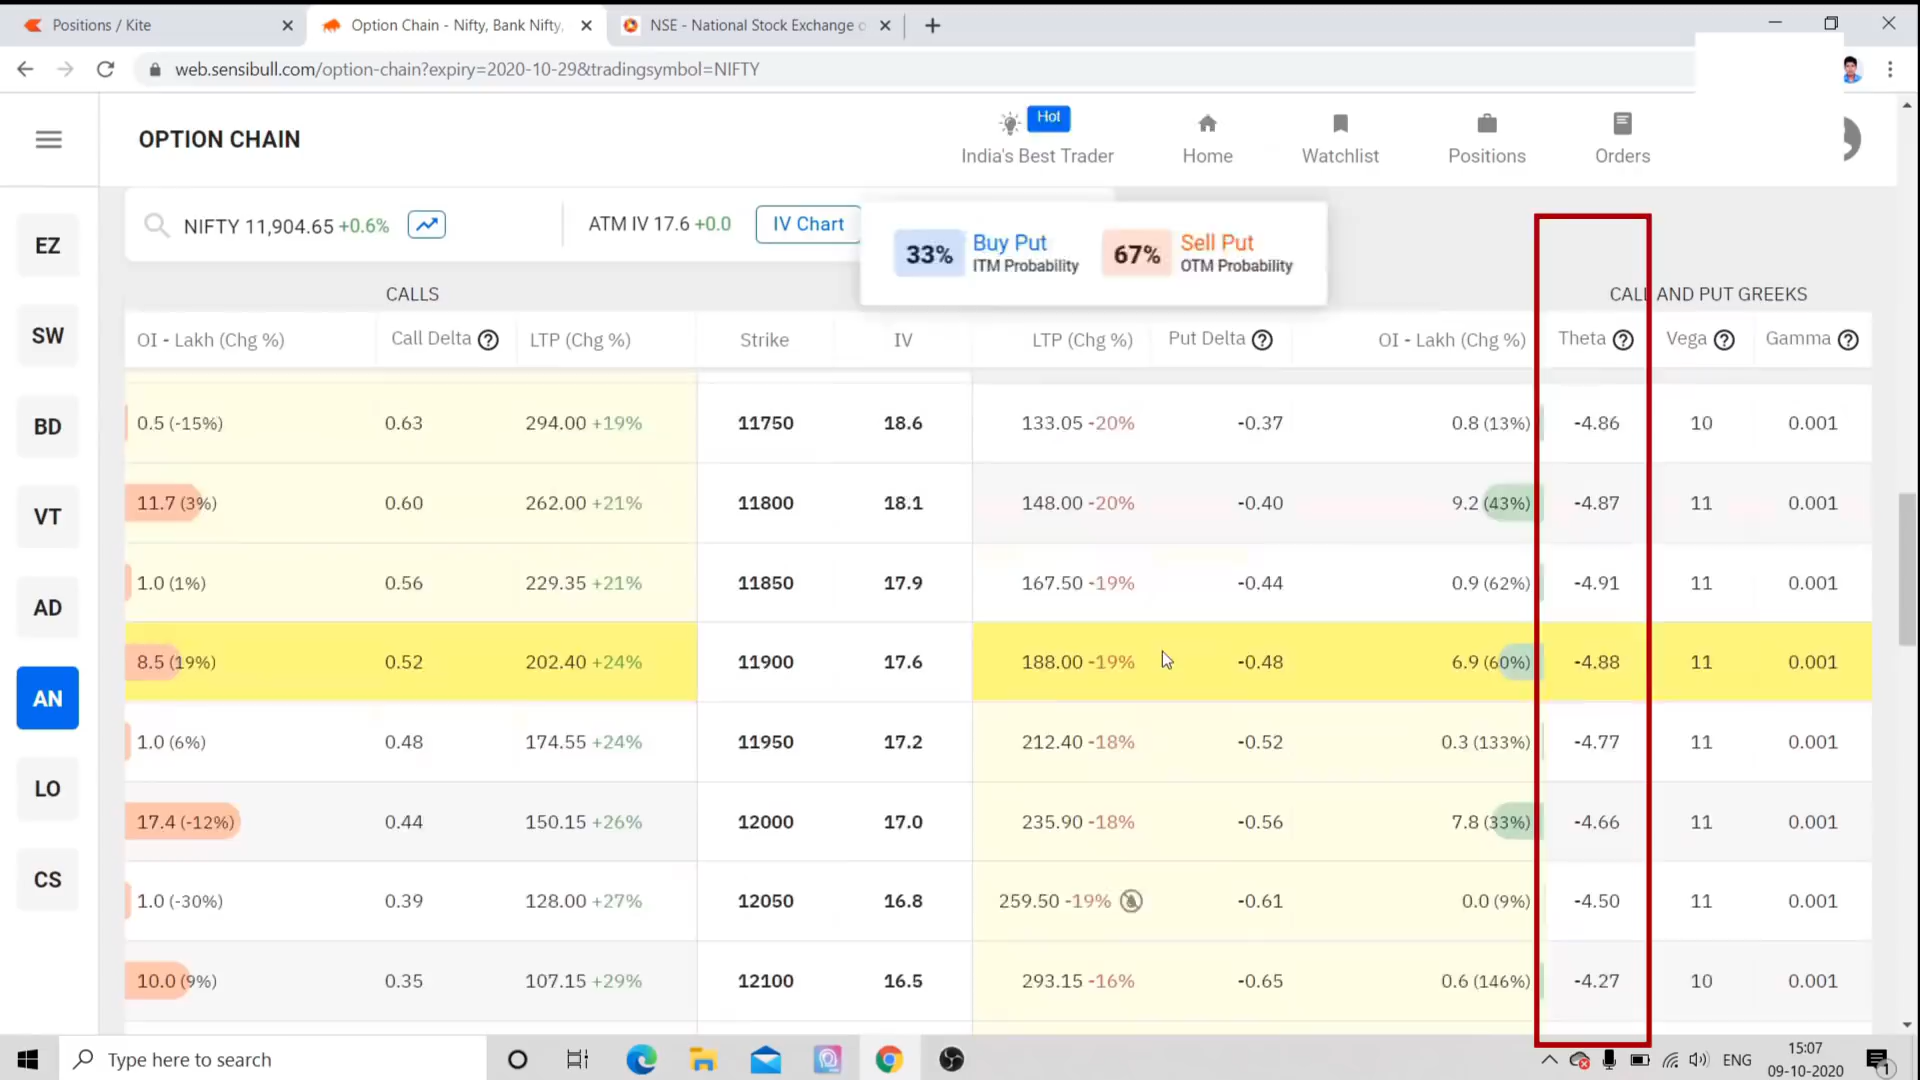 Positions / Kite
Option Chain - Nifty, Bank Nifty,
NSE - National Stock Exchange o
web.sensibull.com/option-chain?expiry=2020-10-29&tradingsymbol=NIFTY
OPTION CHAIN
Hot
India's Best Trader
Home
Watchlist
Positions
Orders
NIFTY 11,904.65 +0.6%
ATM IV 17.6 +0.0
IV Chart
33% Buy Put
ITM Probability
67% Sell Put
OTM Probability
EZ
SW
BD
VT
AD
AN
LO
CS
CALLS
CALL AND PUT GREEKS
OI - Lakh (Chg %) Call Delta ? LTP (Chg %) Strike IV LTP (Chg %) Put Delta ? OI - Lakh (Chg %) Theta ? Vega ? Gamma ?
0.5 (-15%) 0.63 294.00 +19% 11750 18.6 133.05 -20% -0.37 0.8 (13%) -4.86 10 0.001
11.7 (3%) 0.60 262.00 +21% 11800 18.1 148.00 -20% -0.40 9.2 (43%) -4.87 11 0.001
1.0 (1%) 0.56 229.35 +21% 11850 17.9 167.50 -19% -0.44 0.9 (62%) -4.91 11 0.001
8.5 (19%) 0.52 202.40 +24% 11900 17.6 188.00 -19% -0.48 6.9 (60%) -4.88 11 0.001
1.0 (6%) 0.48 174.55 +24% 11950 17.2 212.40 -18% -0.52 0.3 (133%) -4.77 11 0.001
17.4 (-12%) 0.44 150.15 +26% 12000 17.0 235.90 -18% -0.56 7.8 (33%) -4.66 11 0.001
1.0 (-30%) 0.39 128.00 +27% 12050 16.8 259.50 -19% -0.61 0.0 (9%) -4.50 11 0.001
10.0 (9%) 0.35 107.15 +29% 12100 16.5 293.15 -16% -0.65 0.6 (146%) -4.27 10 0.001
Type here to search
ENG
15:07
09-10-2020
1